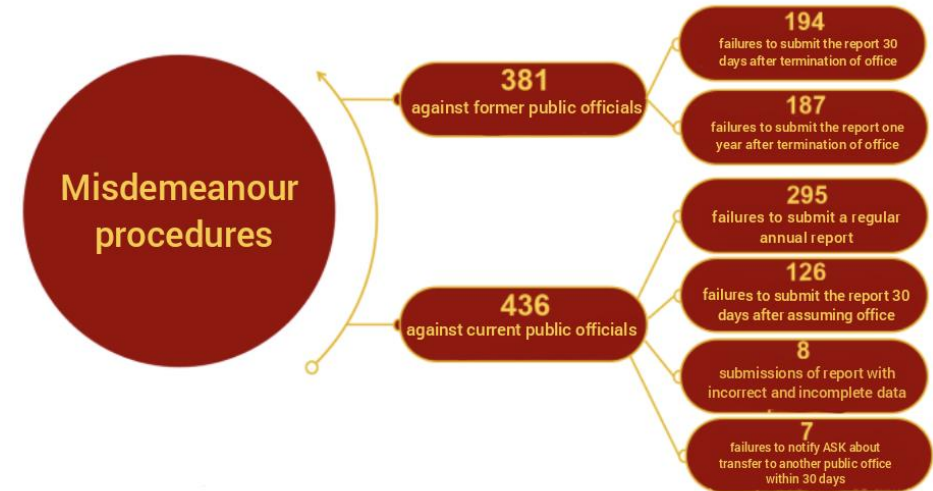 Misdemeanour
procedures
381
against former public officials
194
failures to submit the report 30
days after termination of office
187
failures to submit the report one
year after termination of office
436
against current public officials
295
failures to submit a regular
annual report
126
failures to submit the report 30
days after assuming office
8
submissions of report with
incorrect and incomplete data
7
failures to notify ASK about
transfer to another public office
within 30 days